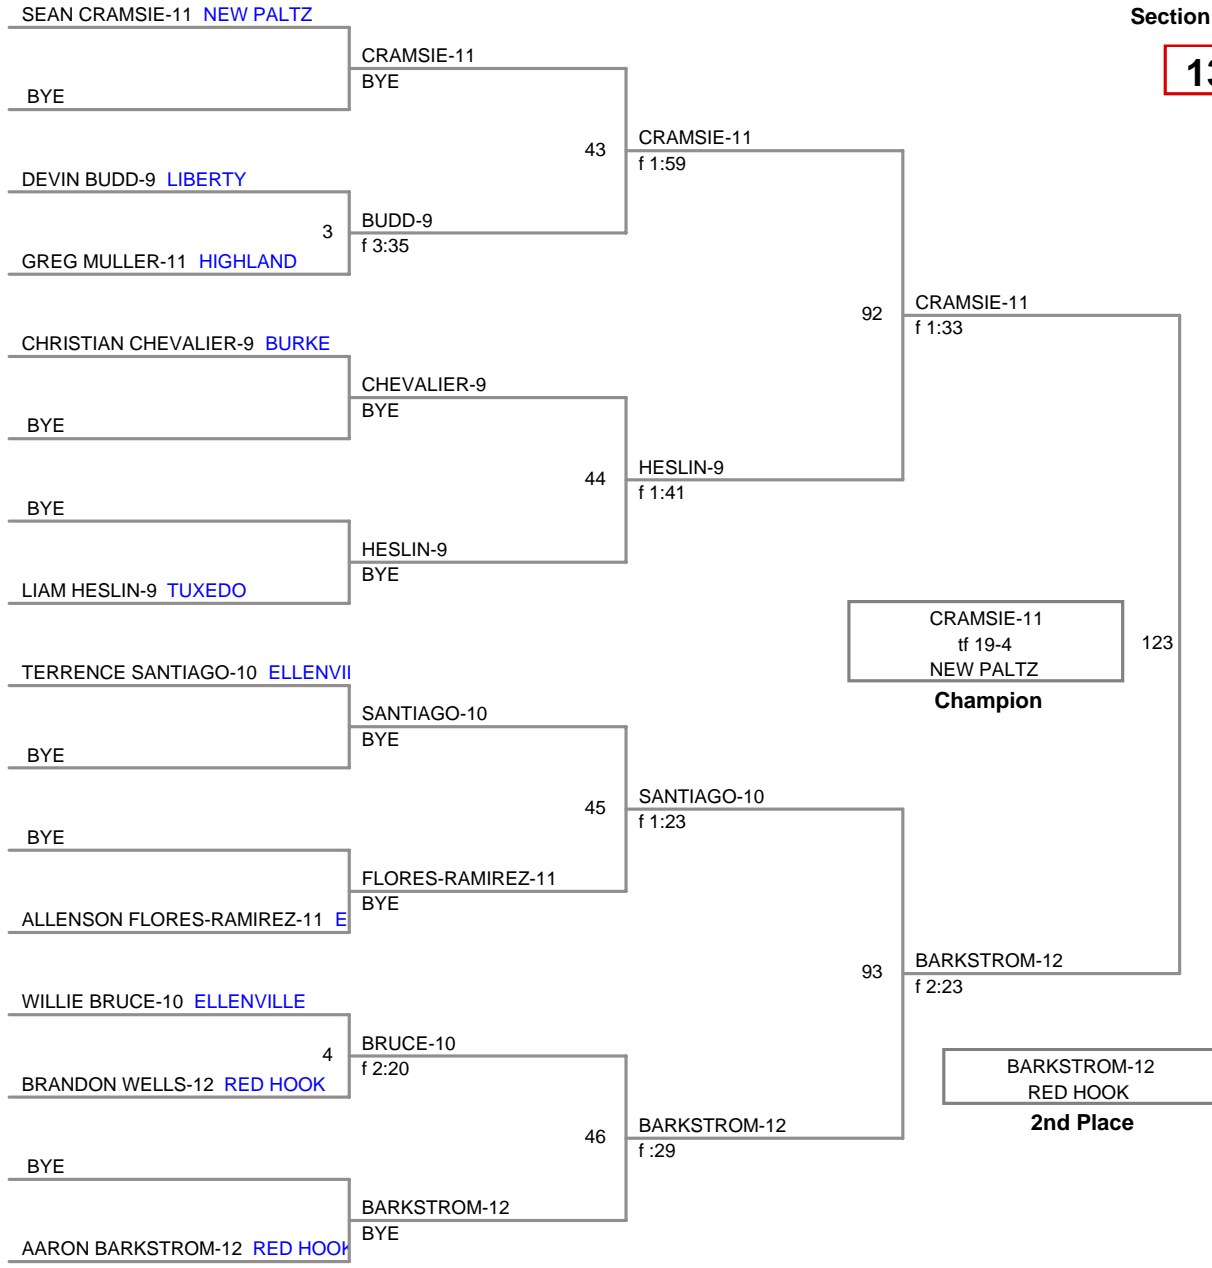 SEAN CRAMSIE-11 NEW PALTZ
Section
CRAMSIE-11
BYE
13
BYE
CRAMSIE-11
43
f 1:59
DEVIN BUDD-9 LIBERTY
BUDD-9
3
f 3:35
GREG MULLER-11 HIGHLAND
CRAMSIE-11
92
f 1:33
CHRISTIAN CHEVALIER-9 BURKE
CHEVALIER-9
BYE
BYE
HESLIN-9
44
f 1:41
BYE
HESLIN-9
BYE
LIAM HESLIN-9 TUXEDO
CRAMSIE-11
tf 19-4
NEW PALTZ
Champion
123
TERRENCE SANTIAGO-10 ELLENVIL
SANTIAGO-10
BYE
BYE
SANTIAGO-10
45
f 1:23
BYE
FLORES-RAMIREZ-11
BYE
ALLENSON FLORES-RAMIREZ-11 E
BARKSTROM-12
93
f 2:23
WILLIE BRUCE-10 ELLENVILLE
BRUCE-10
4
f 2:20
BRANDON WELLS-12 RED HOOK
BARKSTROM-12
RED HOOK
2nd Place
BARKSTROM-12
46
f :29
BYE
BARKSTROM-12
BYE
AARON BARKSTROM-12 RED HOOK